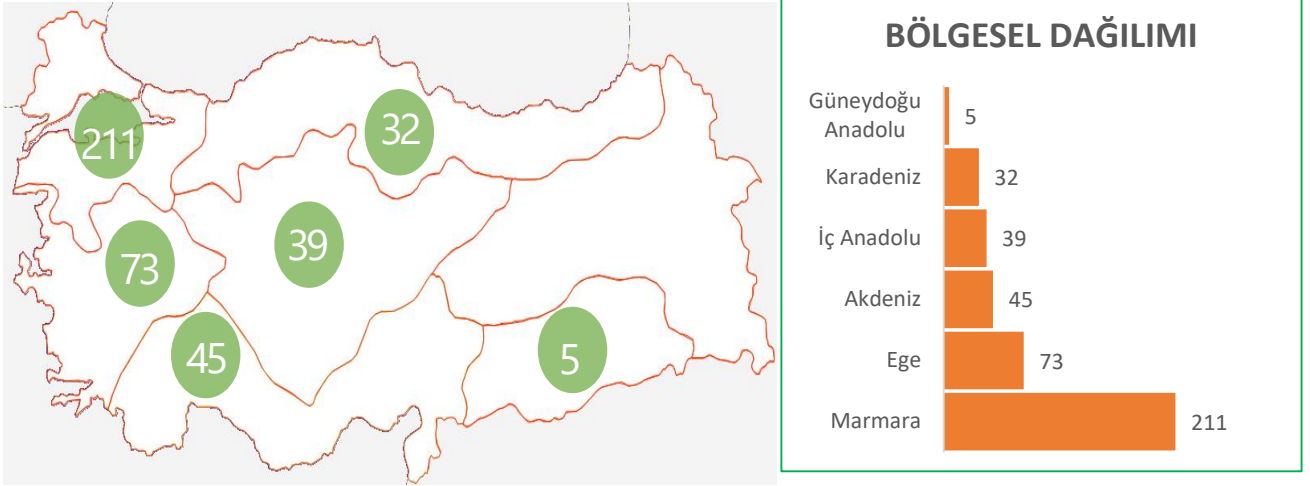 211
32
39
73
45
5
BÖLGESEL DAĞILIMI
Güneydoğu
Anadolu
5
Karadeniz
32
İç Anadolu
39
Akdeniz
45
Ege
73
Marmara
211